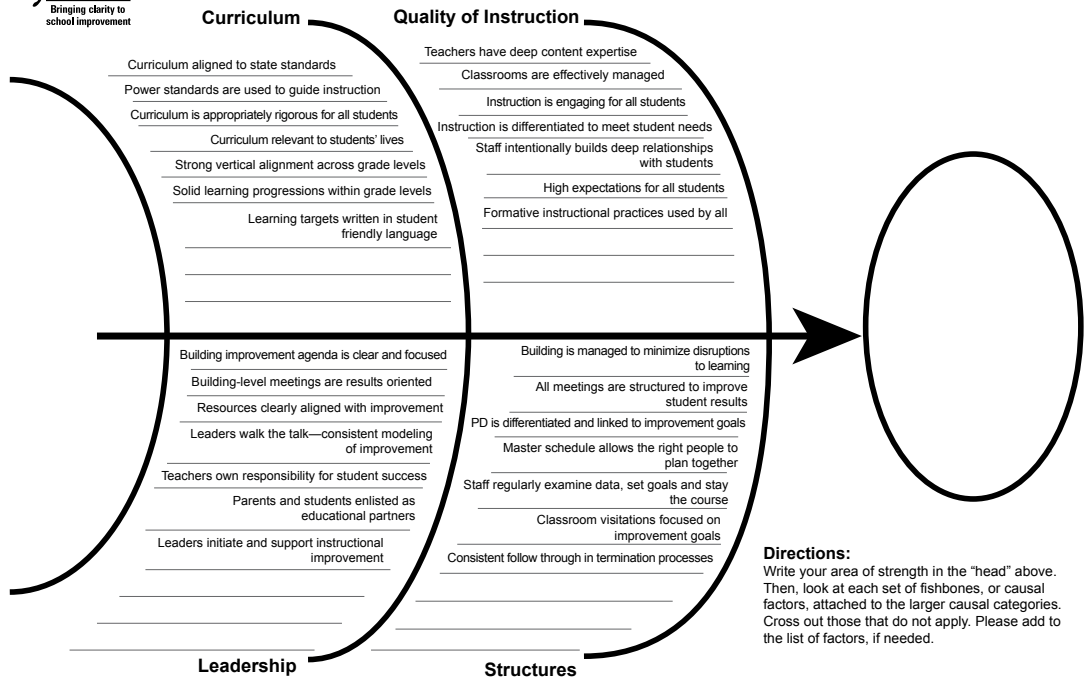 Bringing clarity to
school improvement
Curriculum
Curriculum aligned to state standards
Power standards are used to guide instruction
Curriculum is appropriately rigorous for all students
Curriculum relevant to students' lives
Strong vertical alignment across grade levels
Solid learning progressions within grade levels
Learning targets written in student
friendly language
Quality of Instruction
Teachers have deep content expertise
Classrooms are effectively managed
Instruction is engaging for all students
Instruction is differentiated to meet student needs
Staff intentionally builds deep relationships
with students
High expectations for all students
Formative instructional practices used by all
Building improvement agenda is clear and focused
Building-level meetings are results oriented
Resources clearly aligned with improvement
Leaders walk the talk—consistent modeling
of improvement
Teachers own responsibility for student success
Parents and students enlisted as
educational partners
Leaders initiate and support instructional
improvement
Leadership
Building is managed to minimize disruptions
to learning
All meetings are structured to improve
student results
PD is differentiated and linked to improvement goals
Master schedule allows the right people to
plan together
Staff regularly examine data, set goals and stay
the course
Classroom visitations focused on
improvement goals
Consistent follow through in termination processes
Structures
Directions:
Write your area of strength in the “head” above.
Then, look at each set of fishbones, or causal
factors, attached to the larger causal categories.
Cross out those that do not apply. Please add to
the list of factors, if needed.